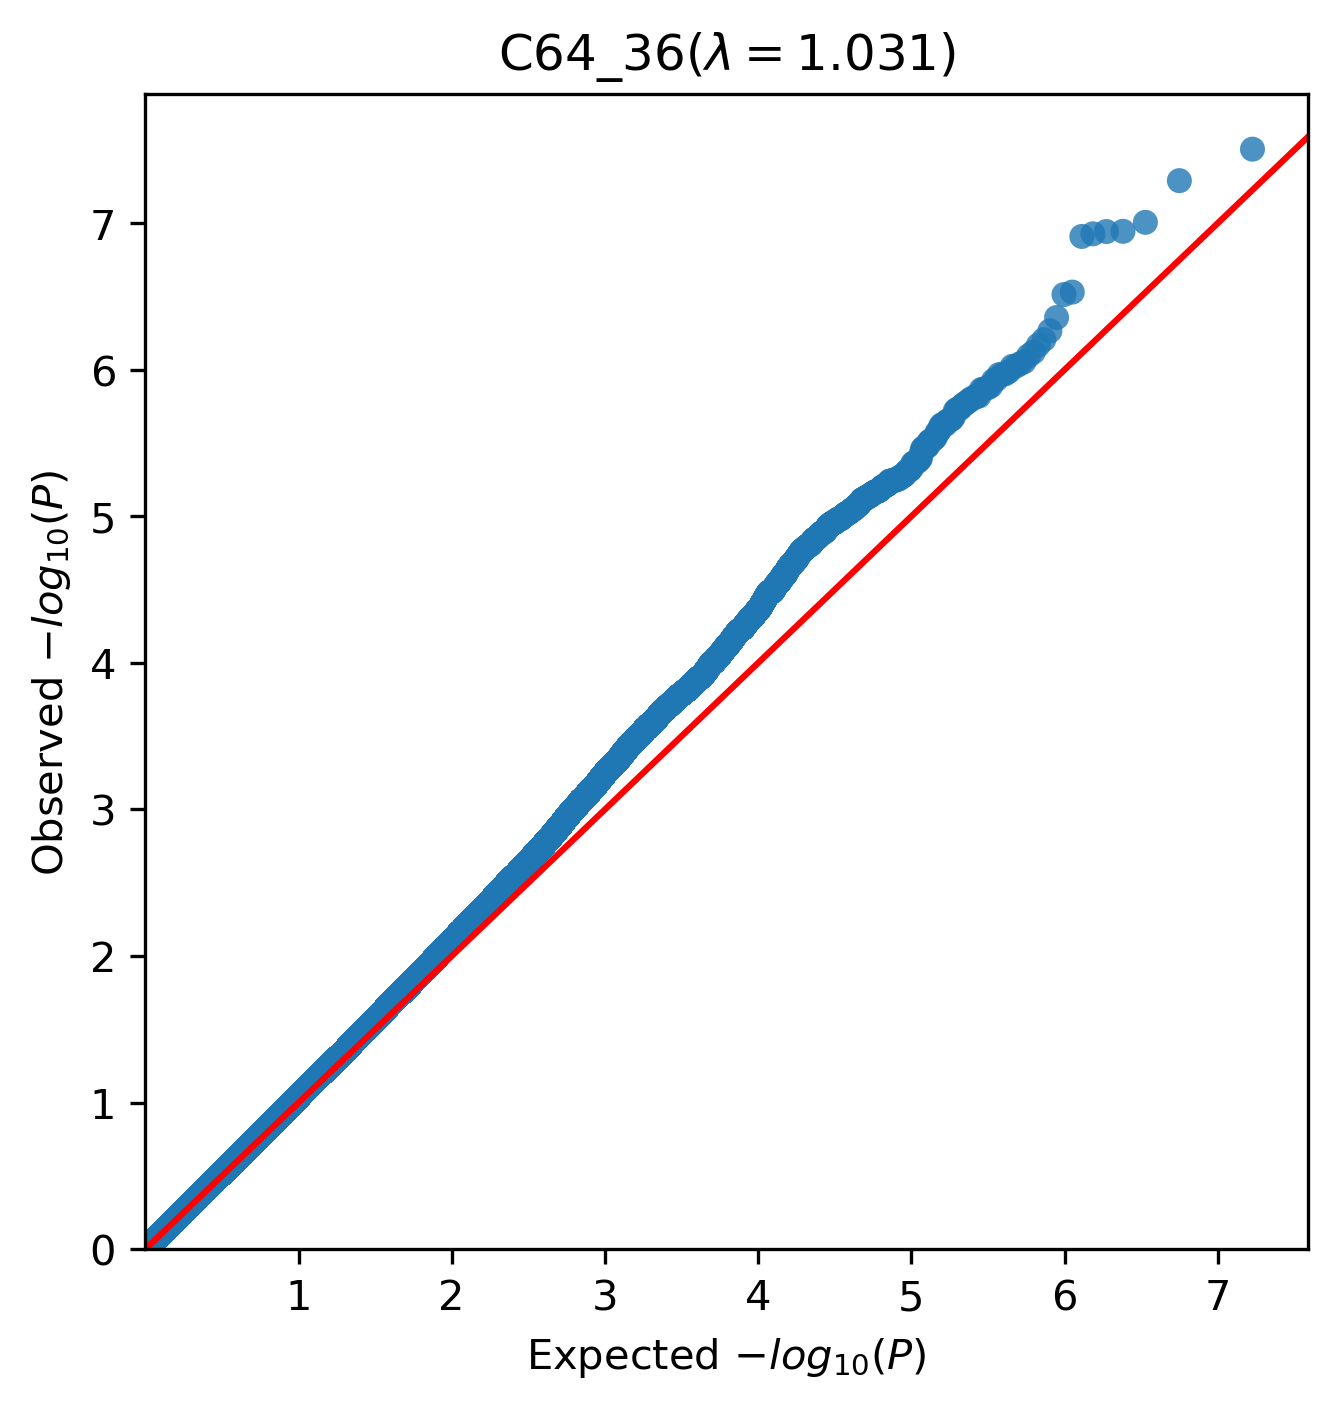 C64_36(λ = 1.031)
Observed −log₁₀(P)
7
6
5
4
3
2
1
0
1 2 3 4 5 6 7
Expected −log₁₀(P)